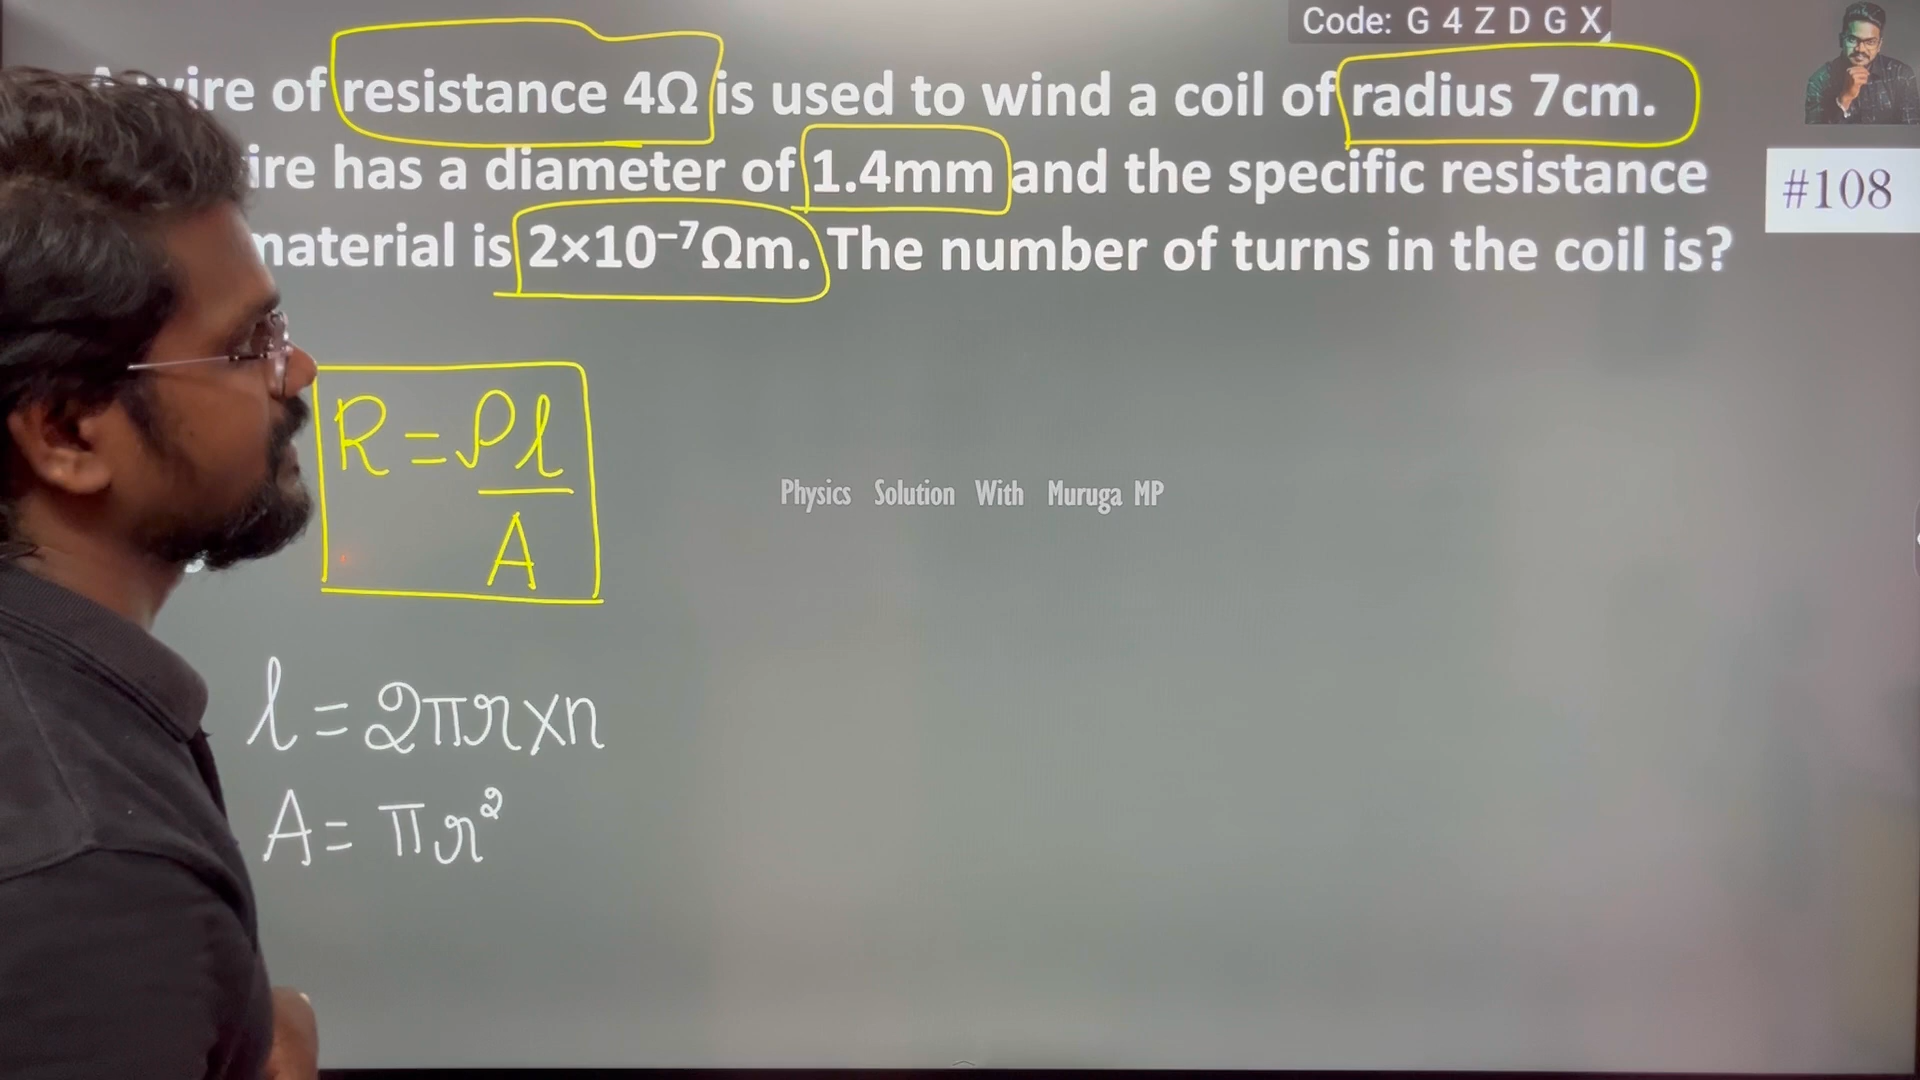 Code: G 4 Z D G X
wire of resistance 4Ω is used to wind a coil of radius 7cm.
ire has a diameter of 1.4mm and the specific resistance
#108
material is 2×10⁻⁷Ωm. The number of turns in the coil is?
R = ρl
A
Physics Solution With Muruga MP
l = 2πr×n
A = πr²